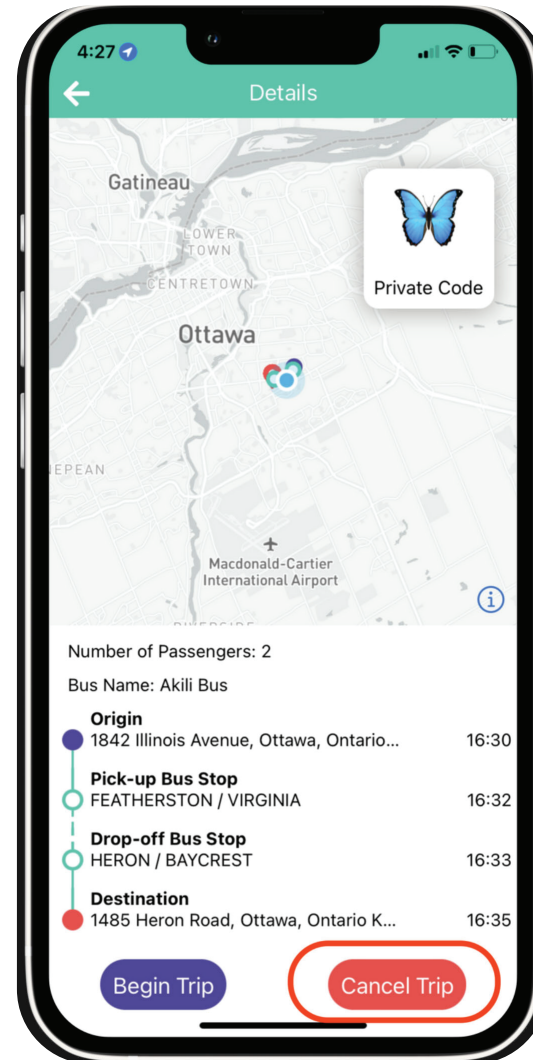 4:27
Details
Gatineau
LOWER
TOWN
CENTRETOWN
Private Code
Ottawa
EPEAN
Macdonald-Cartier
International Airport
RIVERSIDE
Number of Passengers: 2
Bus Name: Akili Bus
Origin
1842 Illinois Avenue, Ottawa, Ontario... 16:30
Pick-up Bus Stop
FEATHERSTON / VIRGINIA 16:32
Drop-off Bus Stop
HERON / BAYCREST 16:33
Destination
1485 Heron Road, Ottawa, Ontario K... 16:35
Begin Trip Cancel Trip